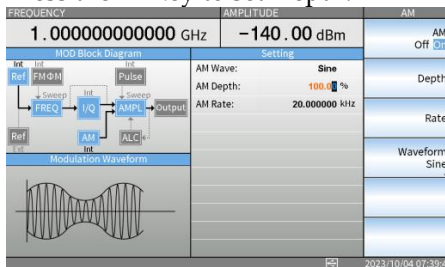 FREQUENCY
AMPLITUDE
AM
1.000000000000 GHz
-140.00 dBm
AM
Off On
MOD Block Diagram
Setting
Int
Int
Int
Ref
FMΦM
Pulse
AM Wave: Sine
Depth
Sweep
Int
Sweep
AM Depth: 100.0 %
FREQ
I/Q
AMPL
Output
AM Rate: 20.000000 kHz
Rate
Ref
AM
ALC
Ext
Int
Waveform
Sine
Modulation Waveform
2023/10/04 07:39:4